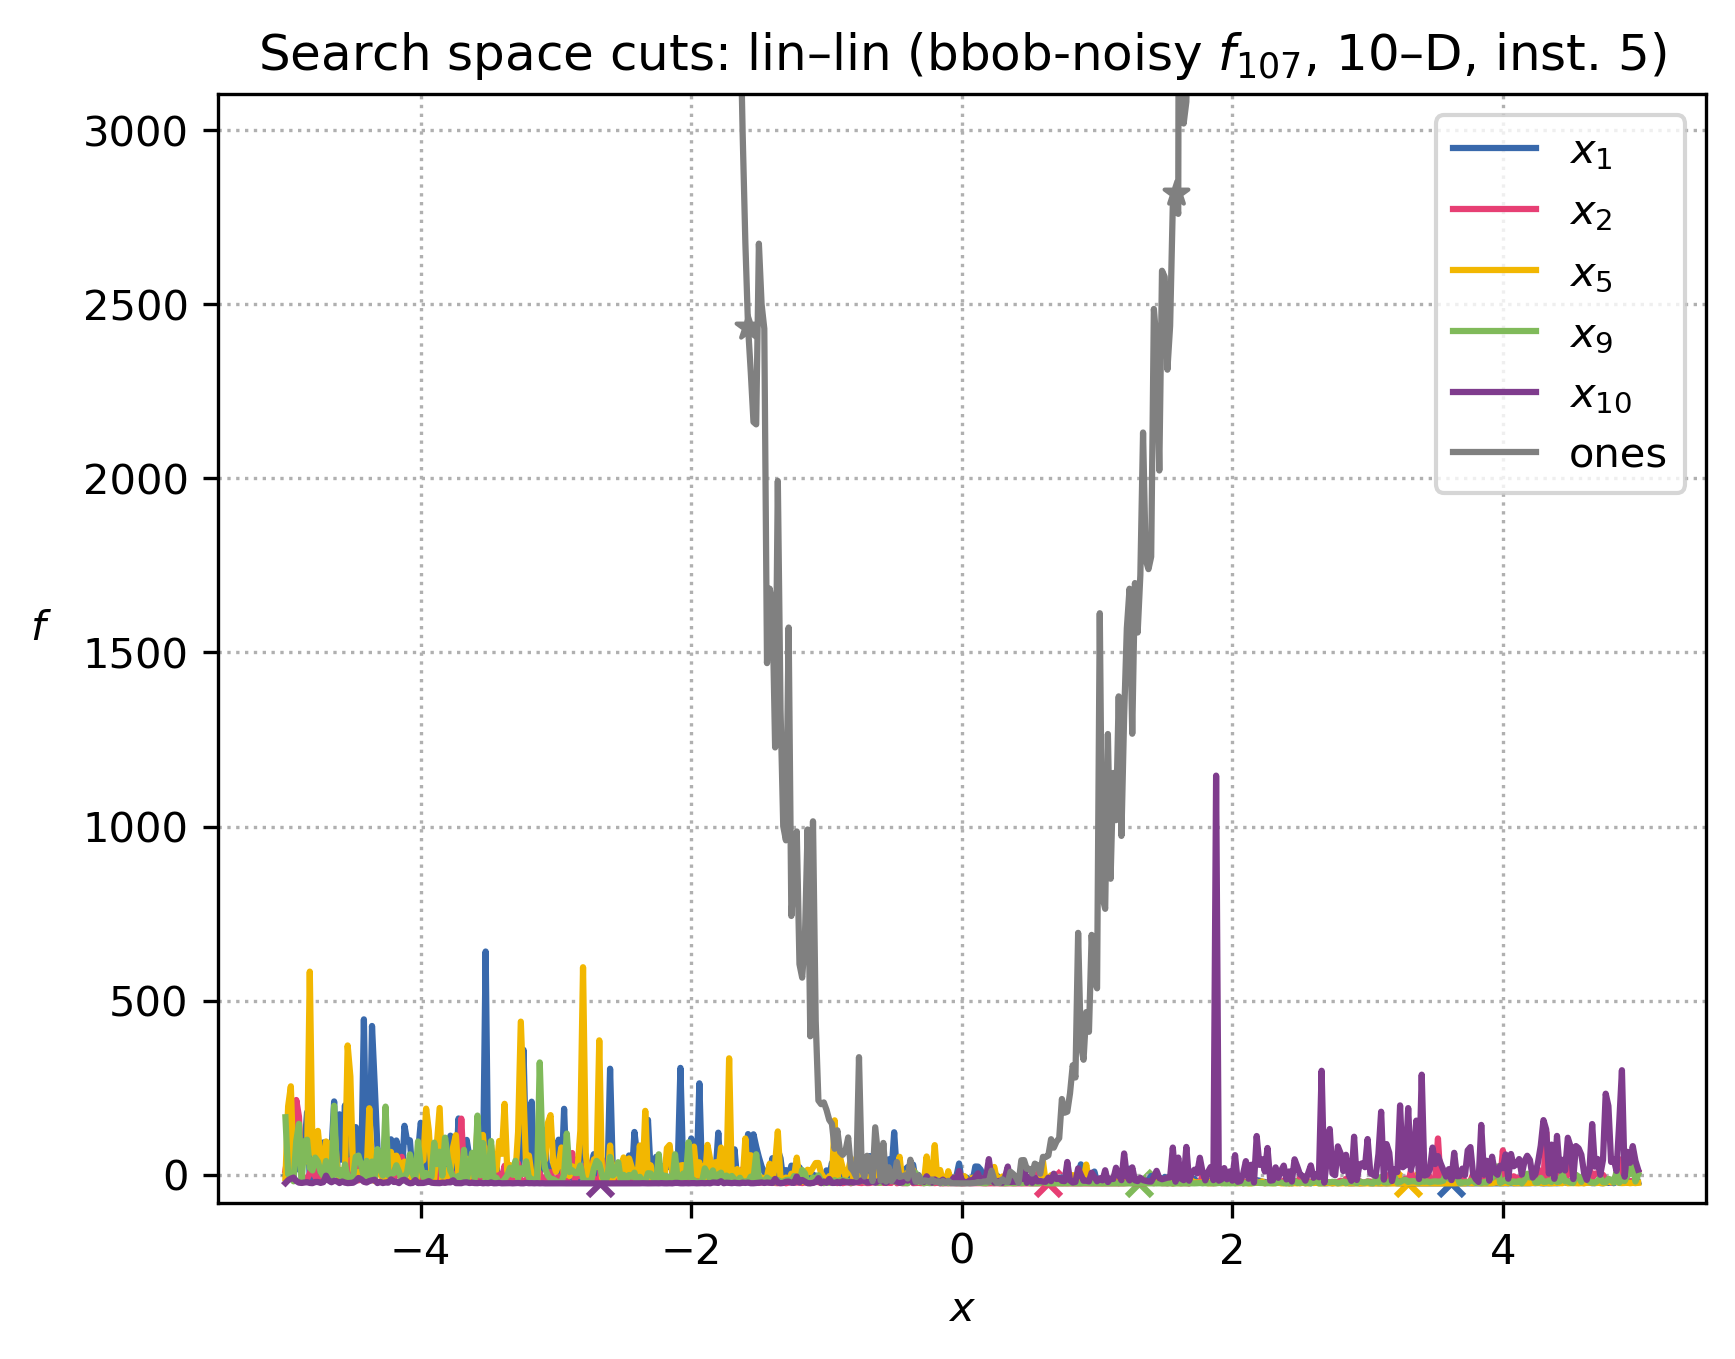 Search space cuts: lin–lin (bbob-noisy f₁₀₇, 10–D, inst. 5)
3000
2500
2000
1500
1000
500
0
f
−4
−2
0
2
4
x
x₁
x₂
x₅
x₉
x₁₀
ones